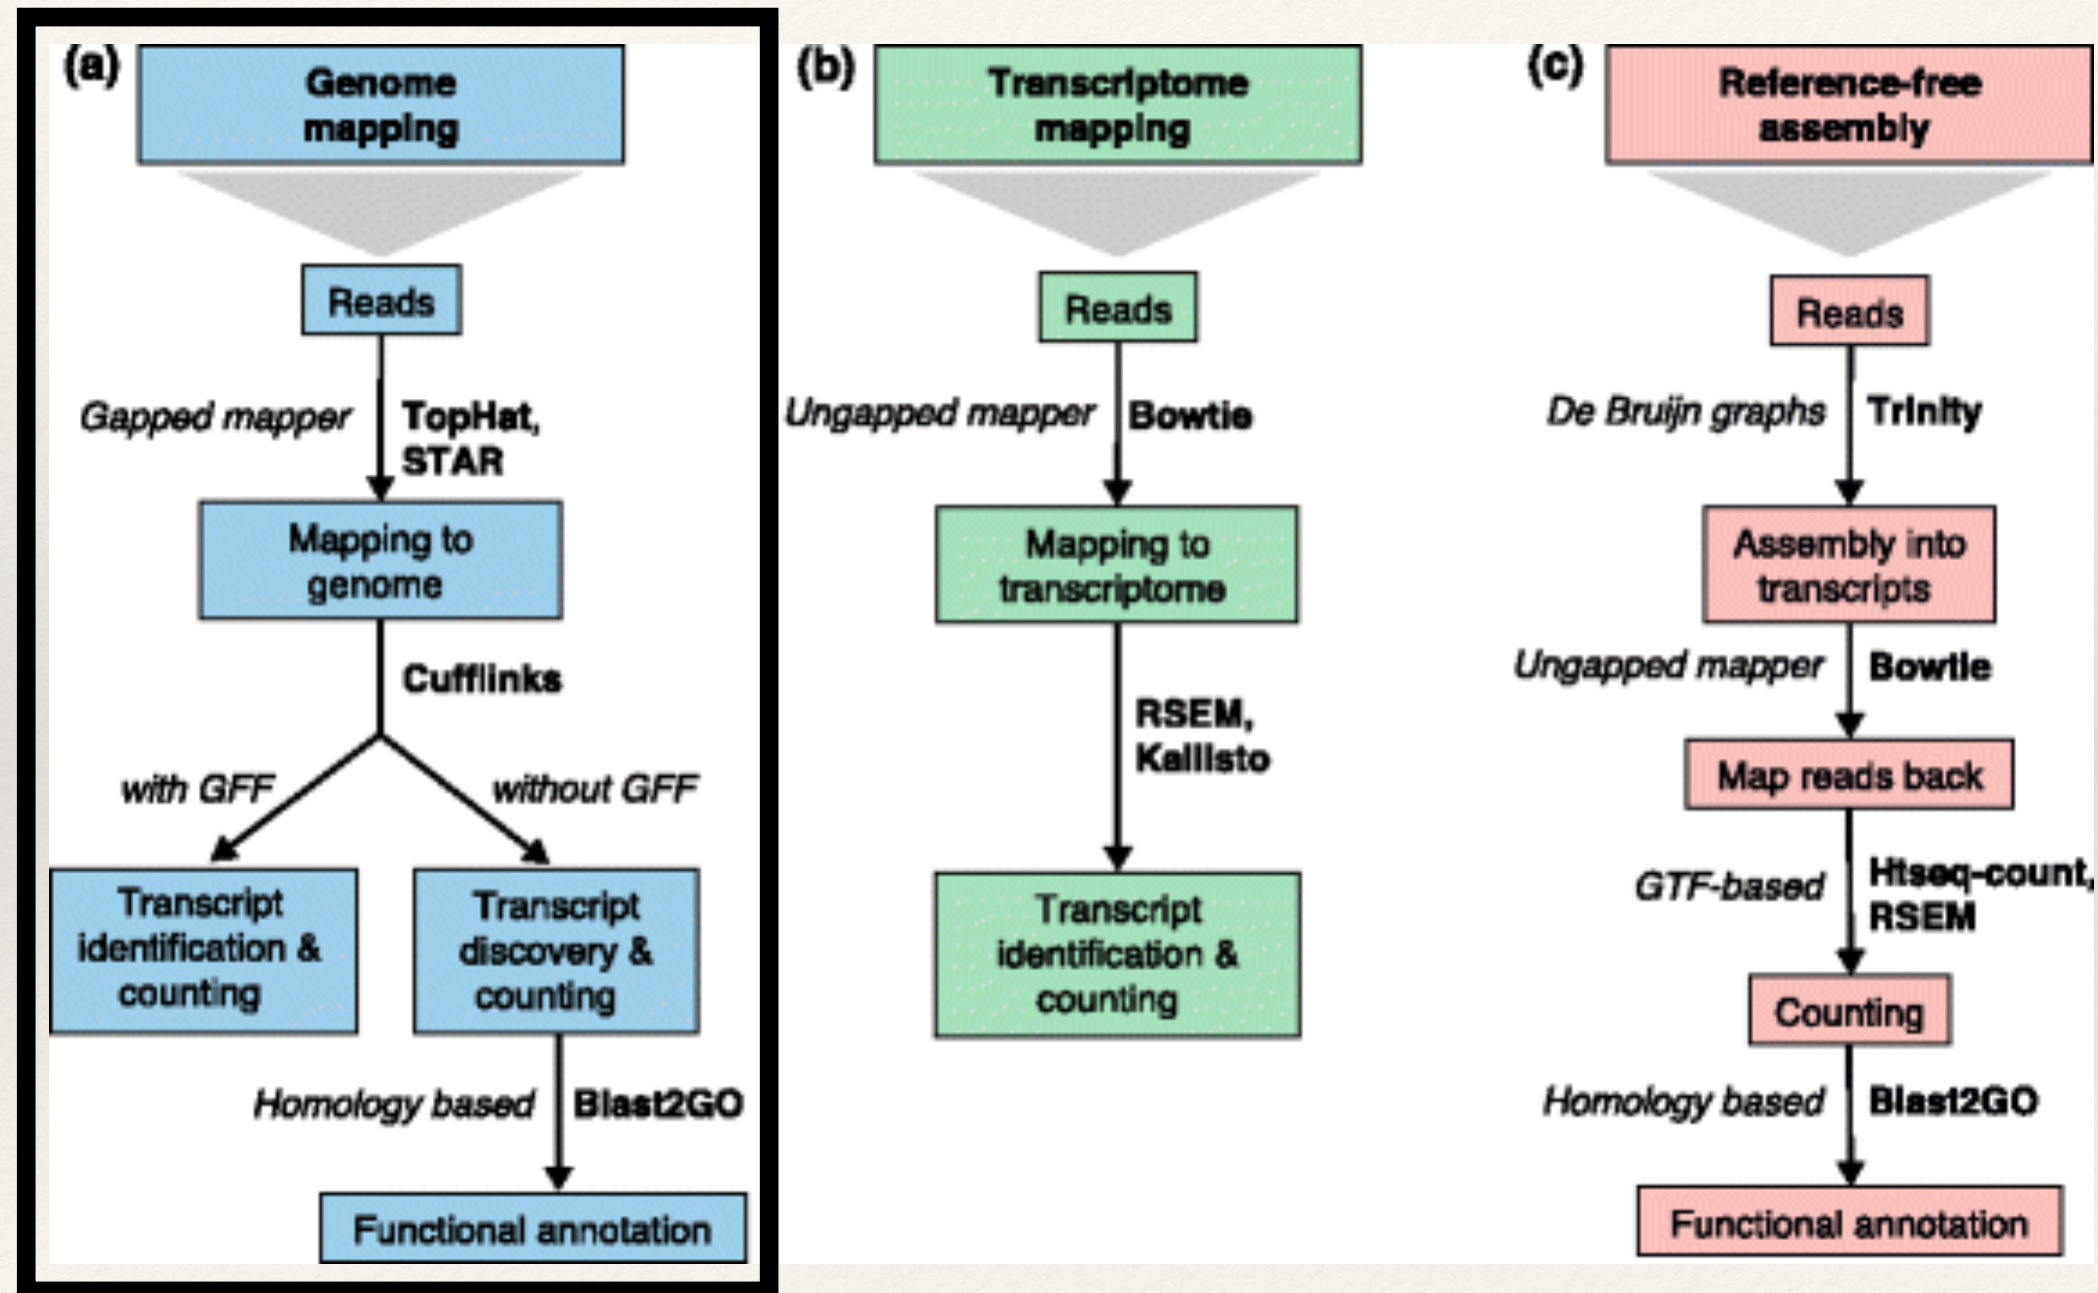 (a)
Genome
mapping
Reads
Gapped mapper
TopHat,
STAR
Mapping to
genome
Cufflinks
with GFF
without GFF
Transcript
identification &
counting
Transcript
discovery &
counting
Homology based
Blast2GO
Functional annotation
(b)
Transcriptome
mapping
Reads
Ungapped mapper
Bowtie
Mapping to
transcriptome
RSEM,
Kallisto
Transcript
identification &
counting
(c)
Reference-free
assembly
Reads
De Bruijn graphs
Trinity
Assembly into
transcripts
Ungapped mapper
Bowtie
Map reads back
GTF-based
Htseq-count,
RSEM
Counting
Homology based
Blast2GO
Functional annotation